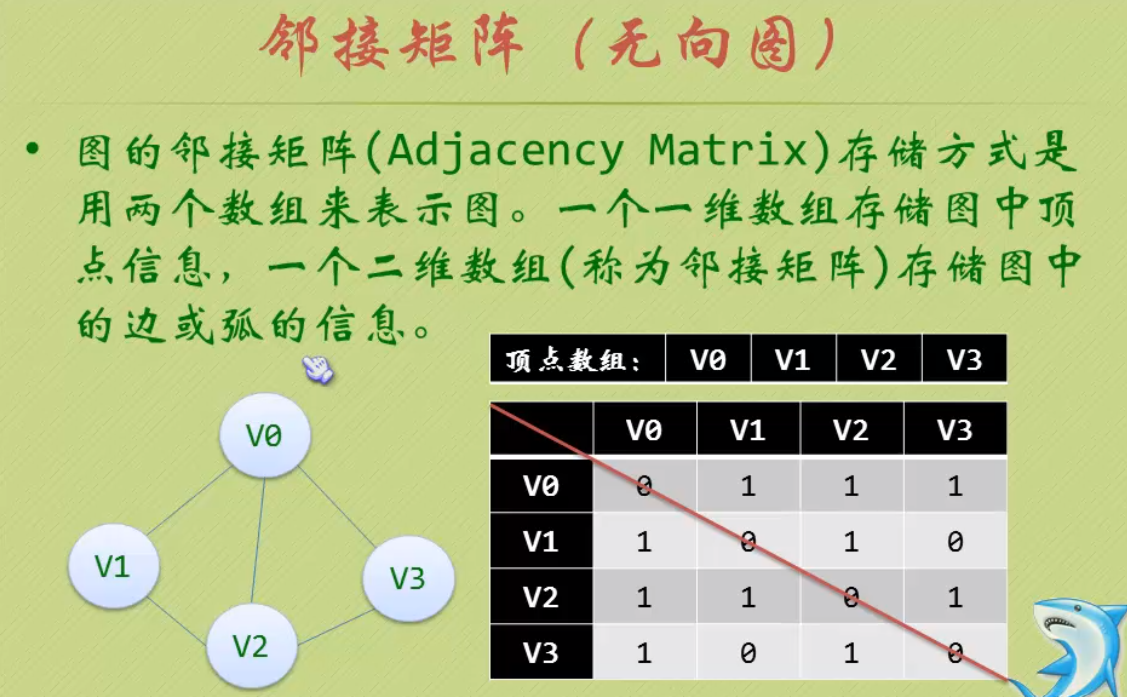 邻接矩阵（无向图）
• 图的邻接矩阵(Adjacency Matrix)存储方式是
用两个数组来表示图。一个一维数组存储图中顶
点信息，一个二维数组(称为邻接矩阵)存储图中
的边或弧的信息。
顶点数组： V0 V1 V2 V3
V0 V1 V2 V3
V0 0 1 1 1
V1 1 0 1 0
V2 1 1 0 1
V3 1 0 1 0
V0
V1
V3
V2